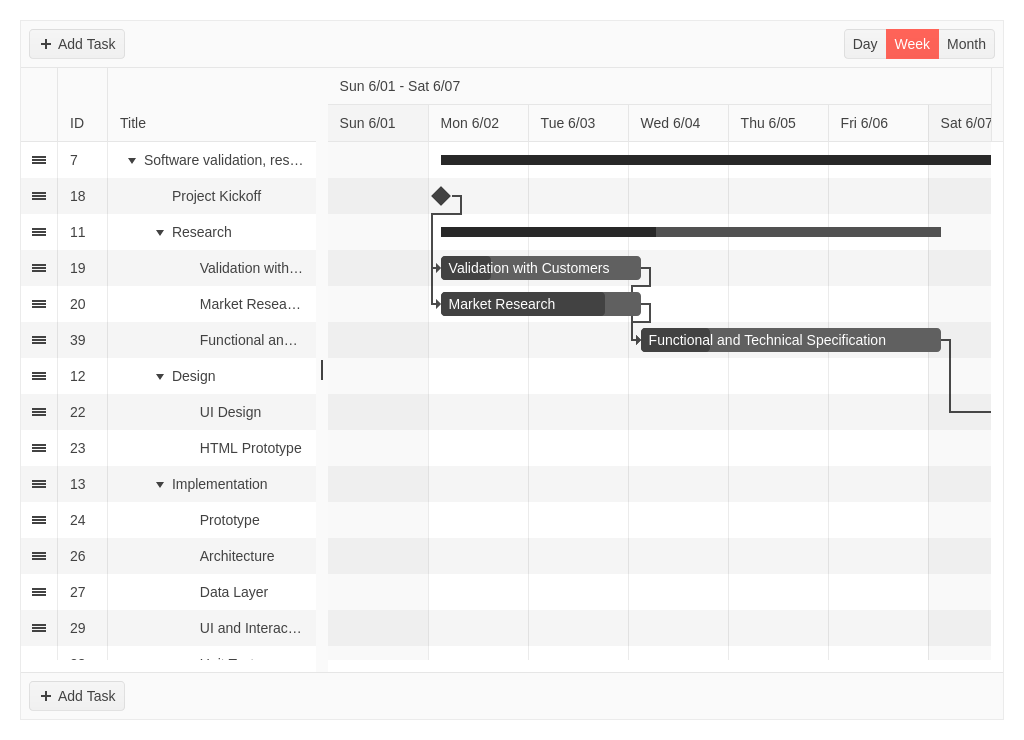 Add Task
Day Week Month
Sun 6/01 - Sat 6/07
ID Title Sun 6/01 Mon 6/02 Tue 6/03 Wed 6/04 Thu 6/05 Fri 6/06 Sat 6/07
7 Software validation, res…
18 Project Kickoff
11 Research
19 Validation with… Validation with Customers
20 Market Resea… Market Research
39 Functional an… Functional and Technical Specification
12 Design
22 UI Design
23 HTML Prototype
13 Implementation
24 Prototype
26 Architecture
27 Data Layer
29 UI and Interac…
Add Task